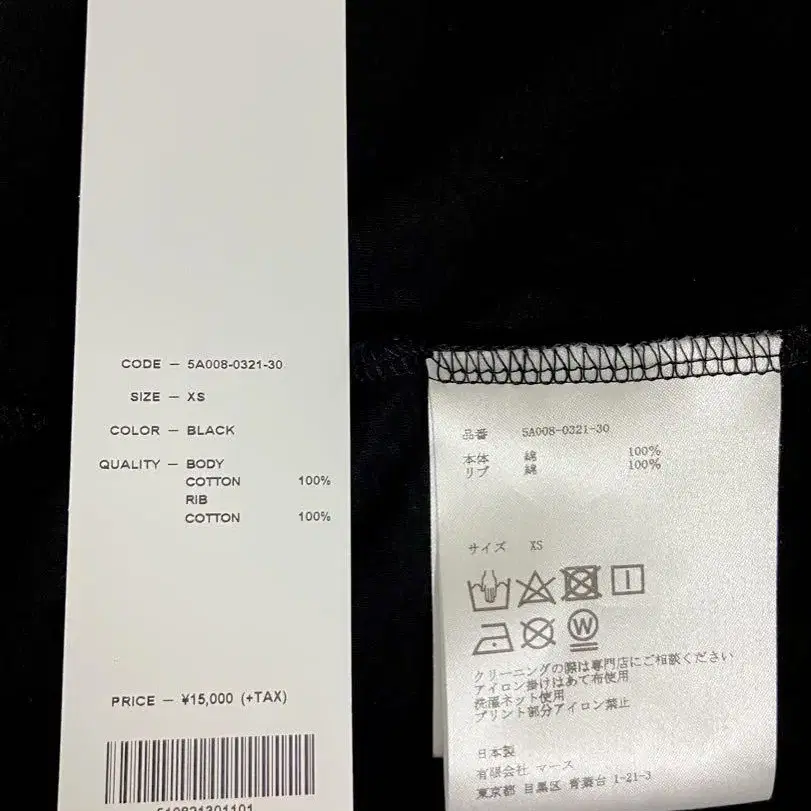 CODE — 5A008-0321-30
SIZE — XS
COLOR — BLACK
QUALITY — BODY
COTTON 100%
RIB
COTTON 100%
PRICE — ¥15,000 (+TAX)
品番 5A008-0321-30
本体 綿 100%
リブ 綿 100%
サイズ XS
W
クリーニングの際は専門店にご相談ください
アイロン掛けはあて布使用
洗濯ネット使用
プリント部分アイロン禁止
日本製
有限会社 マース
東京都 目黒区 青葉台 1-21-3